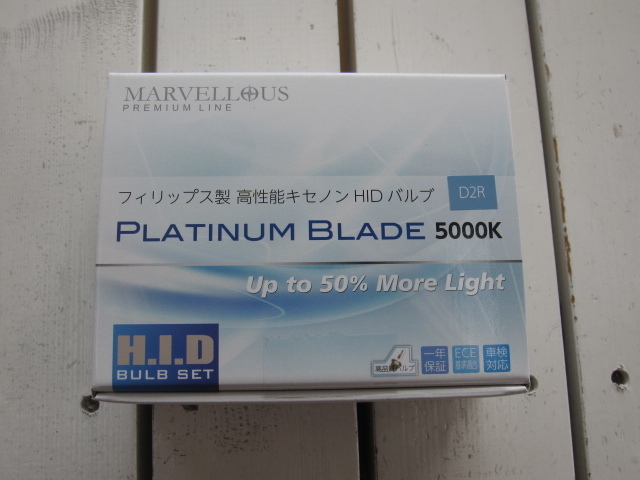 MARVELLOUS
PREMIUM LINE
フィリップス製 高性能キセノン HID バルブ D2R
PLATINUM BLADE 5000K
Up to 50% More Light
H.I.D
BULB SET
一年
保証
ECE
車検
対応